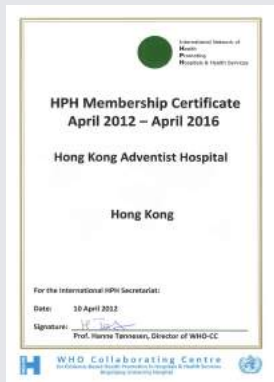 International Network of
Health
Promoting
Hospitals & Health Services
HPH Membership Certificate
April 2012 – April 2016
Hong Kong Adventist Hospital
Hong Kong
For the International HPH Secretariat:
Date: 10 April 2012
Signature:
Prof. Hanne Tønnesen, Director of WHO-CC
WHO Collaborating Centre